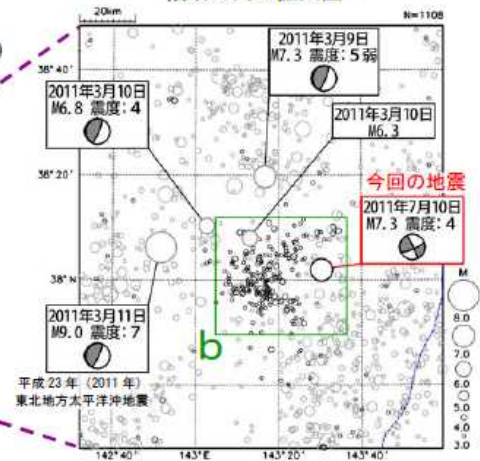 20km
N=1108
38°40'
2011年3月9日
M7.3 震度:5弱
2011年3月10日
M6.8 震度:4
2011年3月10日
M6.3
38°20'
今回の地震
2011年7月10日
M7.3 震度:4
38°N
2011年3月11日
M9.0 震度:7
平成23年(2011年)
東北地方太平洋沖地震
b
M
8.0
7.0
6.0
5.0
4.0
3.0
142°40'
143°E
143°20'
143°40'